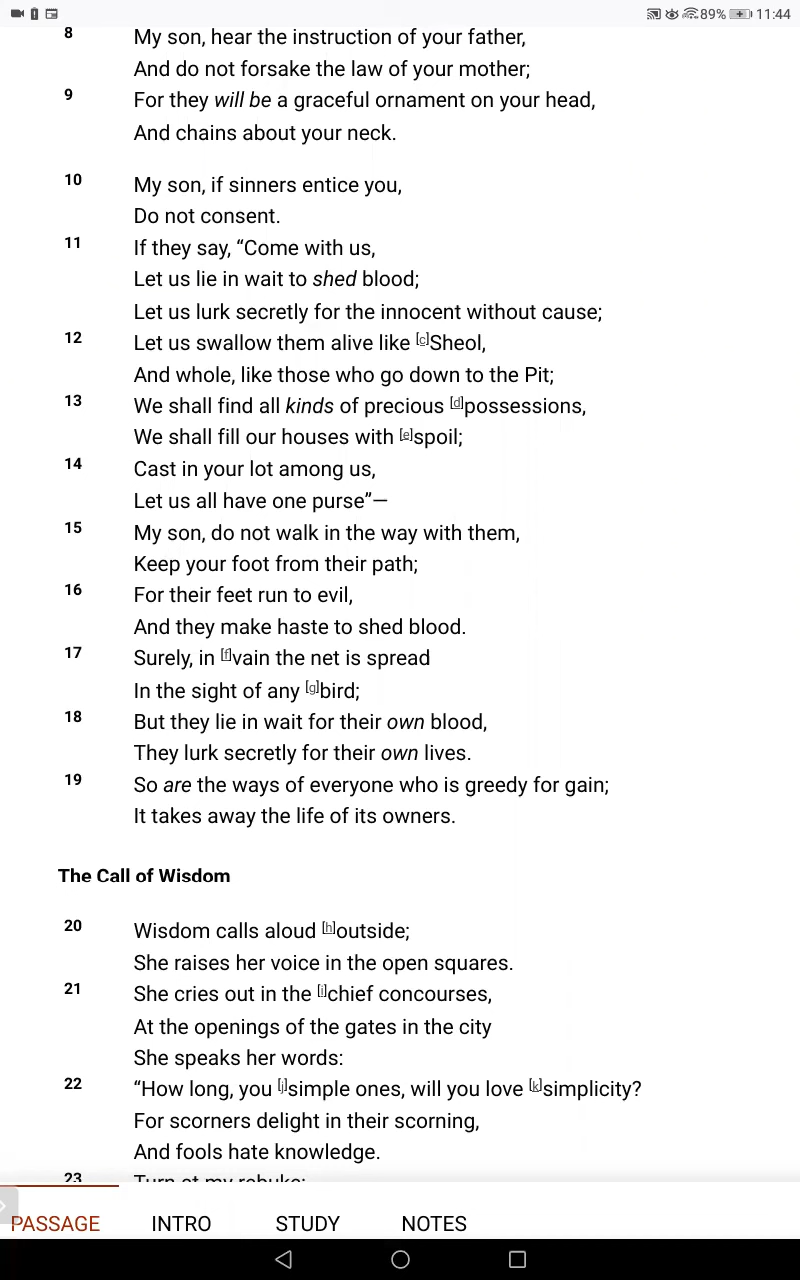 89% 11:44
8 My son, hear the instruction of your father,
And do not forsake the law of your mother;
9 For they will be a graceful ornament on your head,
And chains about your neck.
10 My son, if sinners entice you,
Do not consent.
11 If they say, “Come with us,
Let us lie in wait to shed blood;
Let us lurk secretly for the innocent without cause;
12 Let us swallow them alive like [c]Sheol,
And whole, like those who go down to the Pit;
13 We shall find all kinds of precious [d]possessions,
We shall fill our houses with [e]spoil;
14 Cast in your lot among us,
Let us all have one purse”—
15 My son, do not walk in the way with them,
Keep your foot from their path;
16 For their feet run to evil,
And they make haste to shed blood.
17 Surely, in [f]vain the net is spread
In the sight of any [g]bird;
18 But they lie in wait for their own blood,
They lurk secretly for their own lives.
19 So are the ways of everyone who is greedy for gain;
It takes away the life of its owners.
The Call of Wisdom
20 Wisdom calls aloud [h]outside;
She raises her voice in the open squares.
21 She cries out in the [i]chief concourses,
At the openings of the gates in the city
She speaks her words:
22 “How long, you [j]simple ones, will you love [k]simplicity?
For scorners delight in their scorning,
And fools hate knowledge.
23 Turn at my rebuke;
PASSAGE INTRO STUDY NOTES